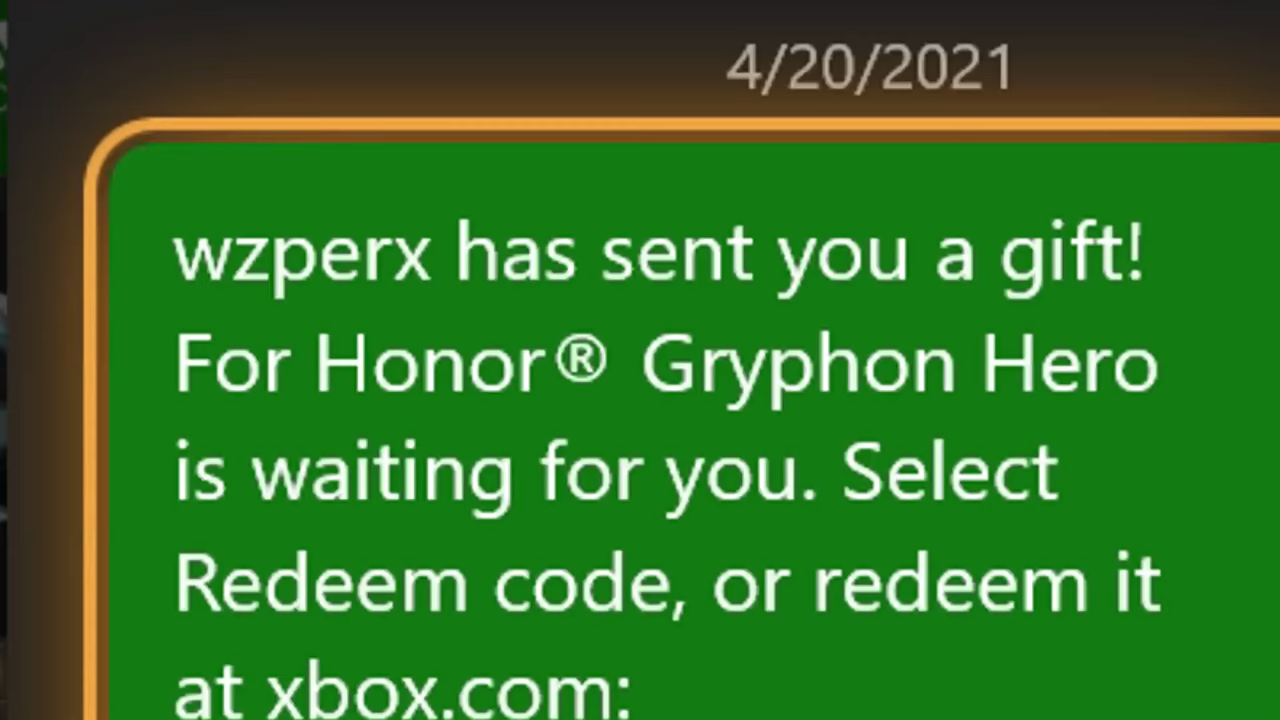 4/20/2021
wzperx has sent you a gift!
For Honor® Gryphon Hero
is waiting for you. Select
Redeem code, or redeem it
at xbox.com: